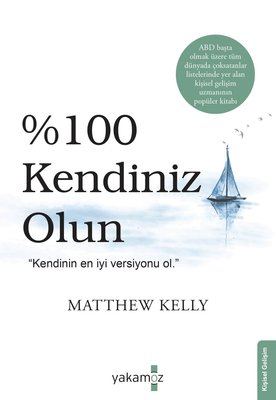 ABD başta
olmak üzere tüm
dünyada çoksatanlar
listelerinde yer alan
kişisel gelişim
uzmanının
popüler kitabı
%100
Kendiniz
Olun
“Kendinin en iyi versiyonu ol.”
MATTHEW KELLY
yakamoz
Kişisel Gelişim